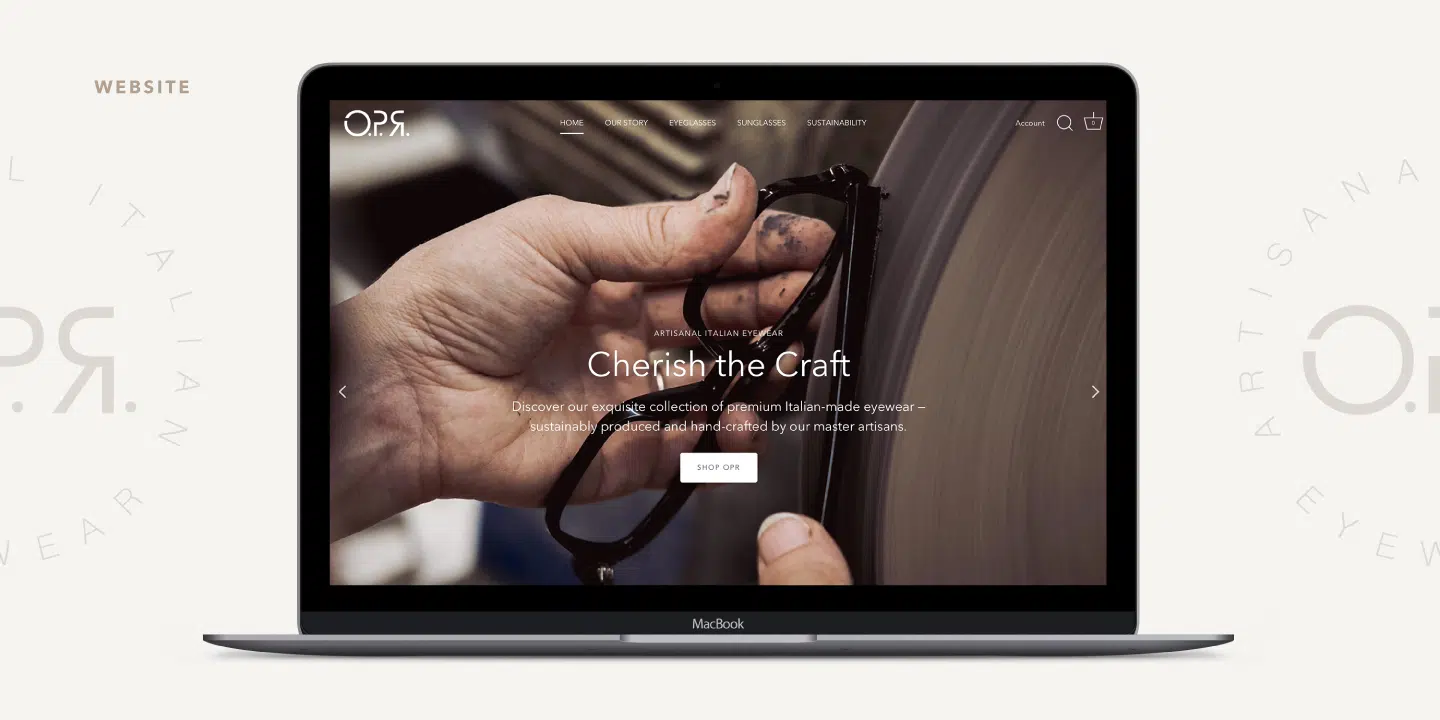 WEBSITE
O.P.R.
HOME OUR STORY EYEGLASSES SUNGLASSES SUSTAINABILITY
Account
0
ARTISANAL ITALIAN EYEWEAR
Cherish the Craft
Discover our exquisite collection of premium Italian-made eyewear –
sustainably produced and hand-crafted by our master artisans.
SHOP OPR
MacBook
L ITALIAN
P.R.
WEAR
ARTISANA
O.P
EYEW